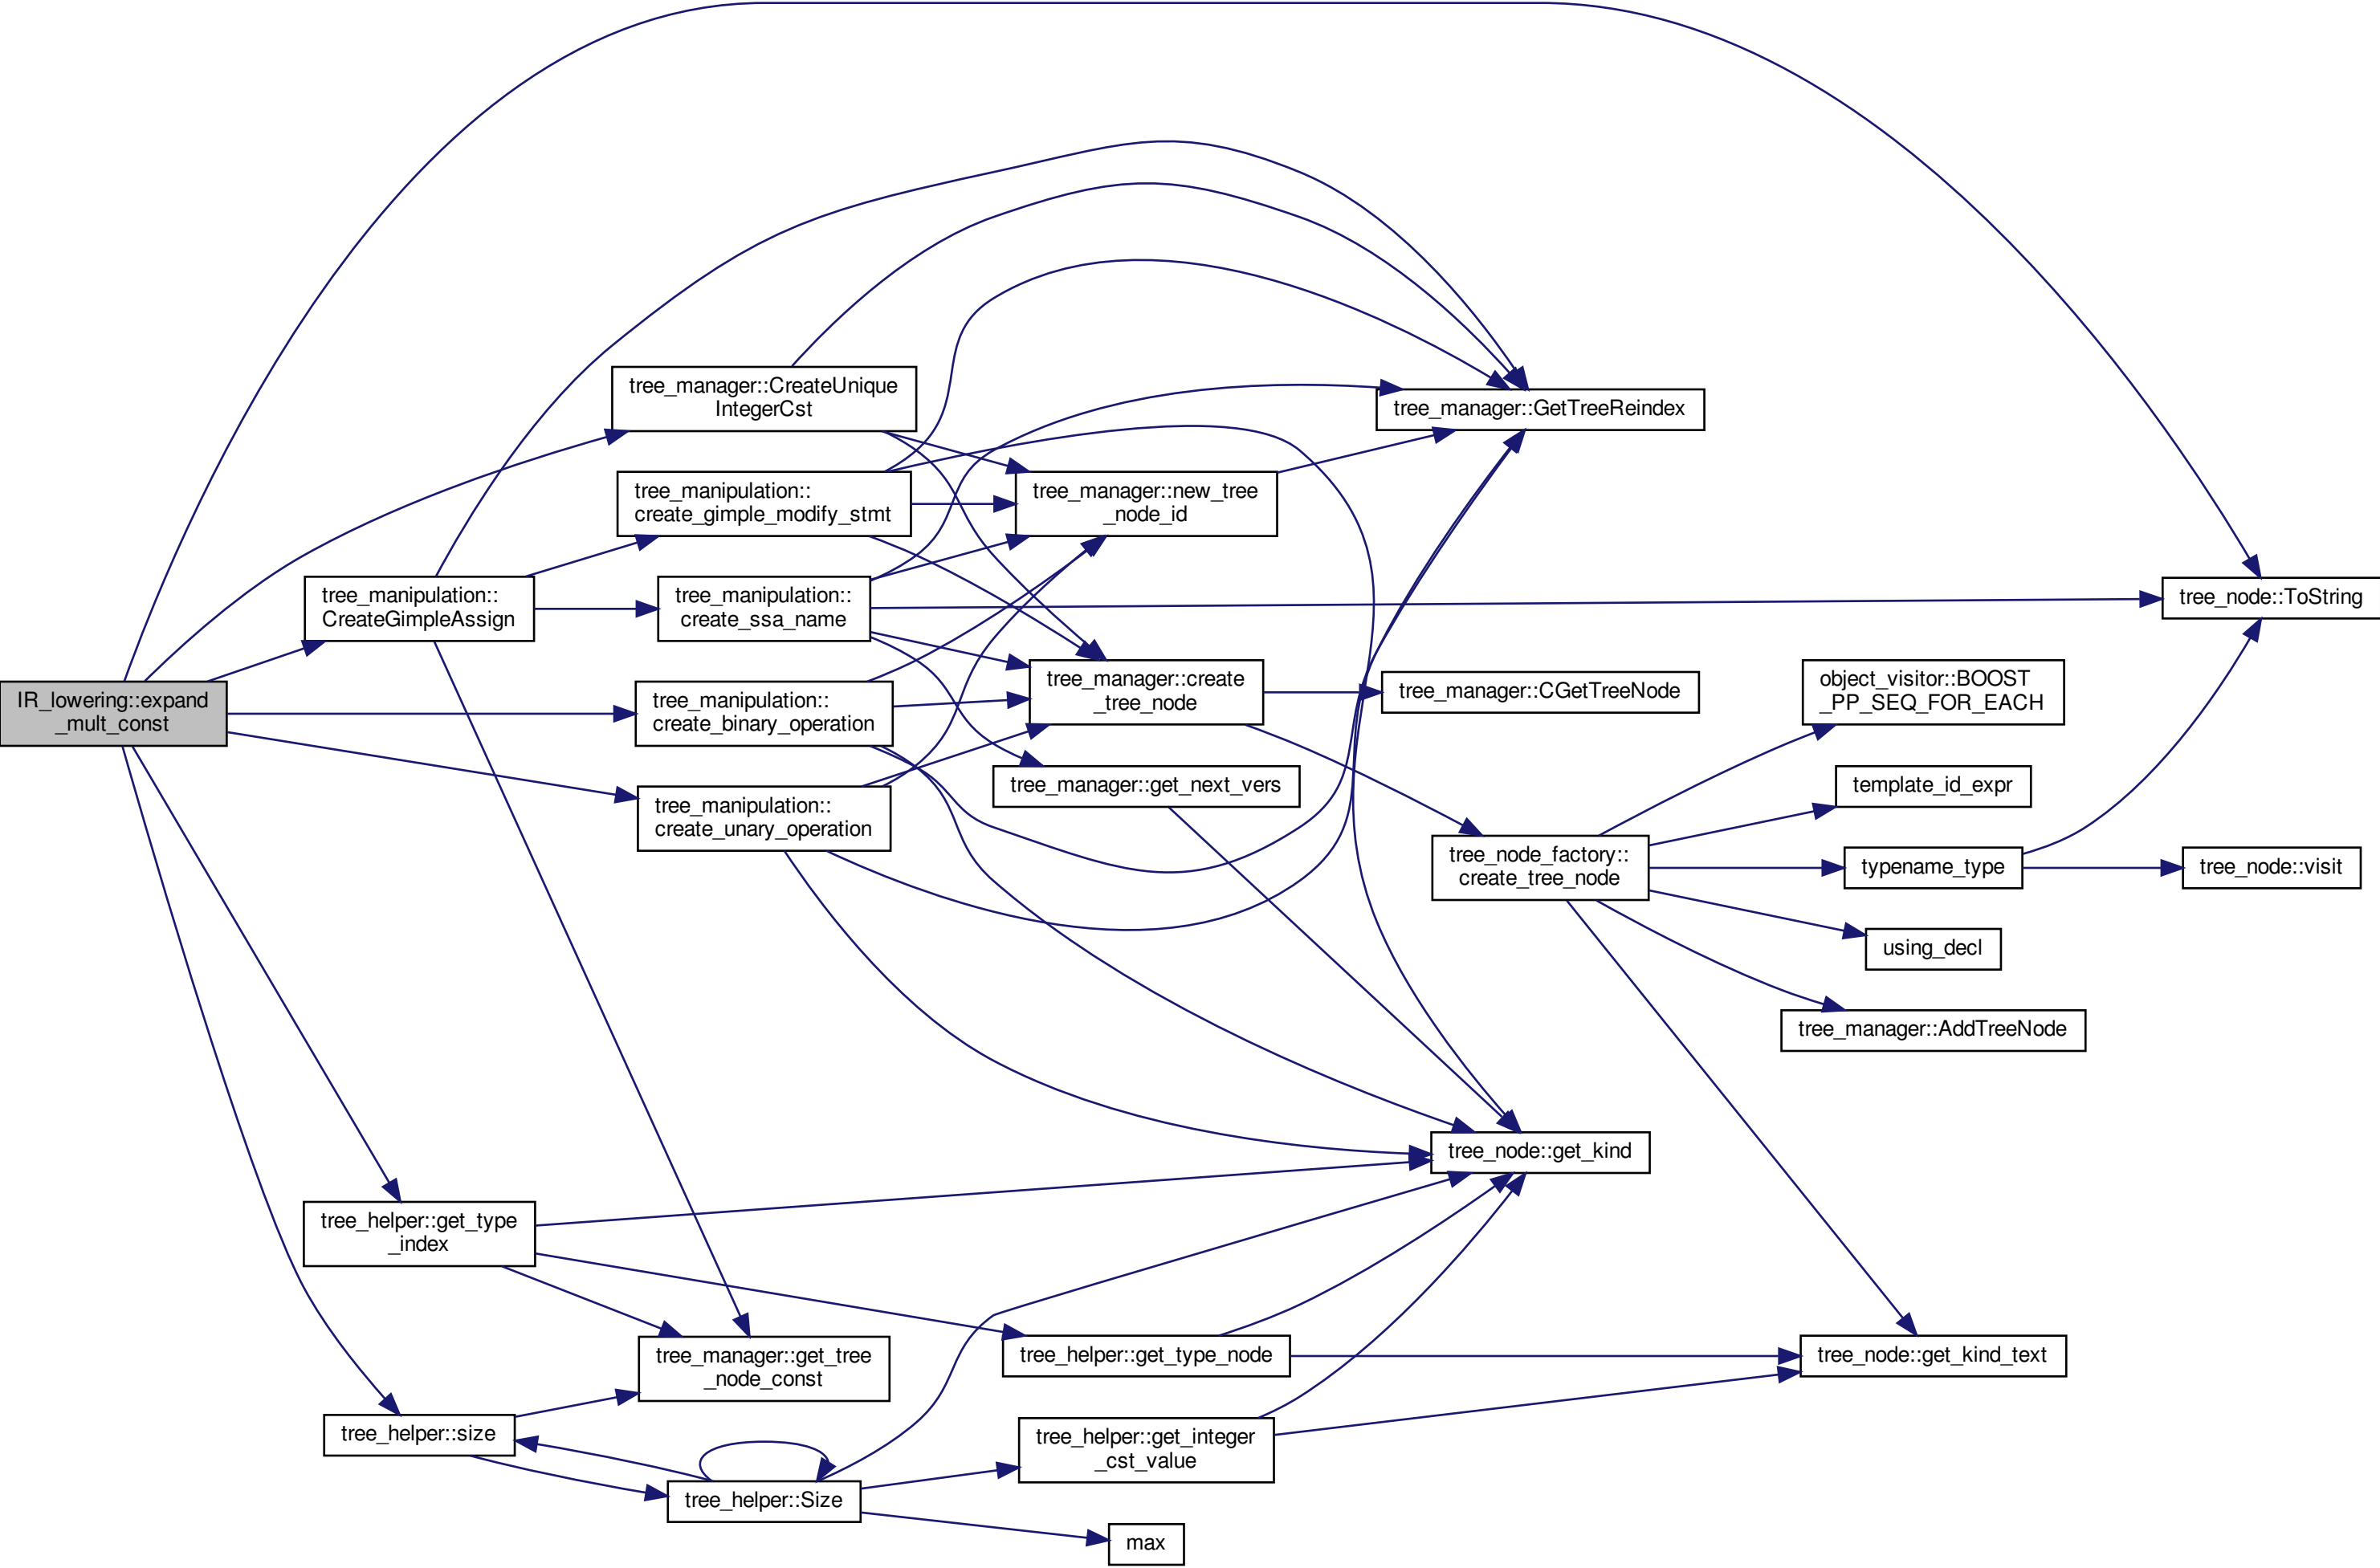 IR_lowering::expand
_mult_const
tree_manipulation::
CreateGimpleAssign
tree_helper::get_type
_index
tree_helper::size
tree_manager::CreateUnique
IntegerCst
tree_manipulation::
create_gimple_modify_stmt
tree_manipulation::
create_ssa_name
tree_manipulation::
create_binary_operation
tree_manipulation::
create_unary_operation
tree_manager::get_tree
_node_const
tree_helper::Size
tree_manager::new_tree
_node_id
tree_manager::create
_tree_node
tree_manager::get_next_vers
tree_helper::get_type_node
tree_helper::get_integer
_cst_value
max
tree_manager::GetTreeReindex
tree_manager::CGetTreeNode
tree_node_factory::
create_tree_node
tree_node::get_kind
object_visitor::BOOST
_PP_SEQ_FOR_EACH
template_id_expr
typename_type
using_decl
tree_manager::AddTreeNode
tree_node::get_kind_text
tree_node::ToString
tree_node::visit